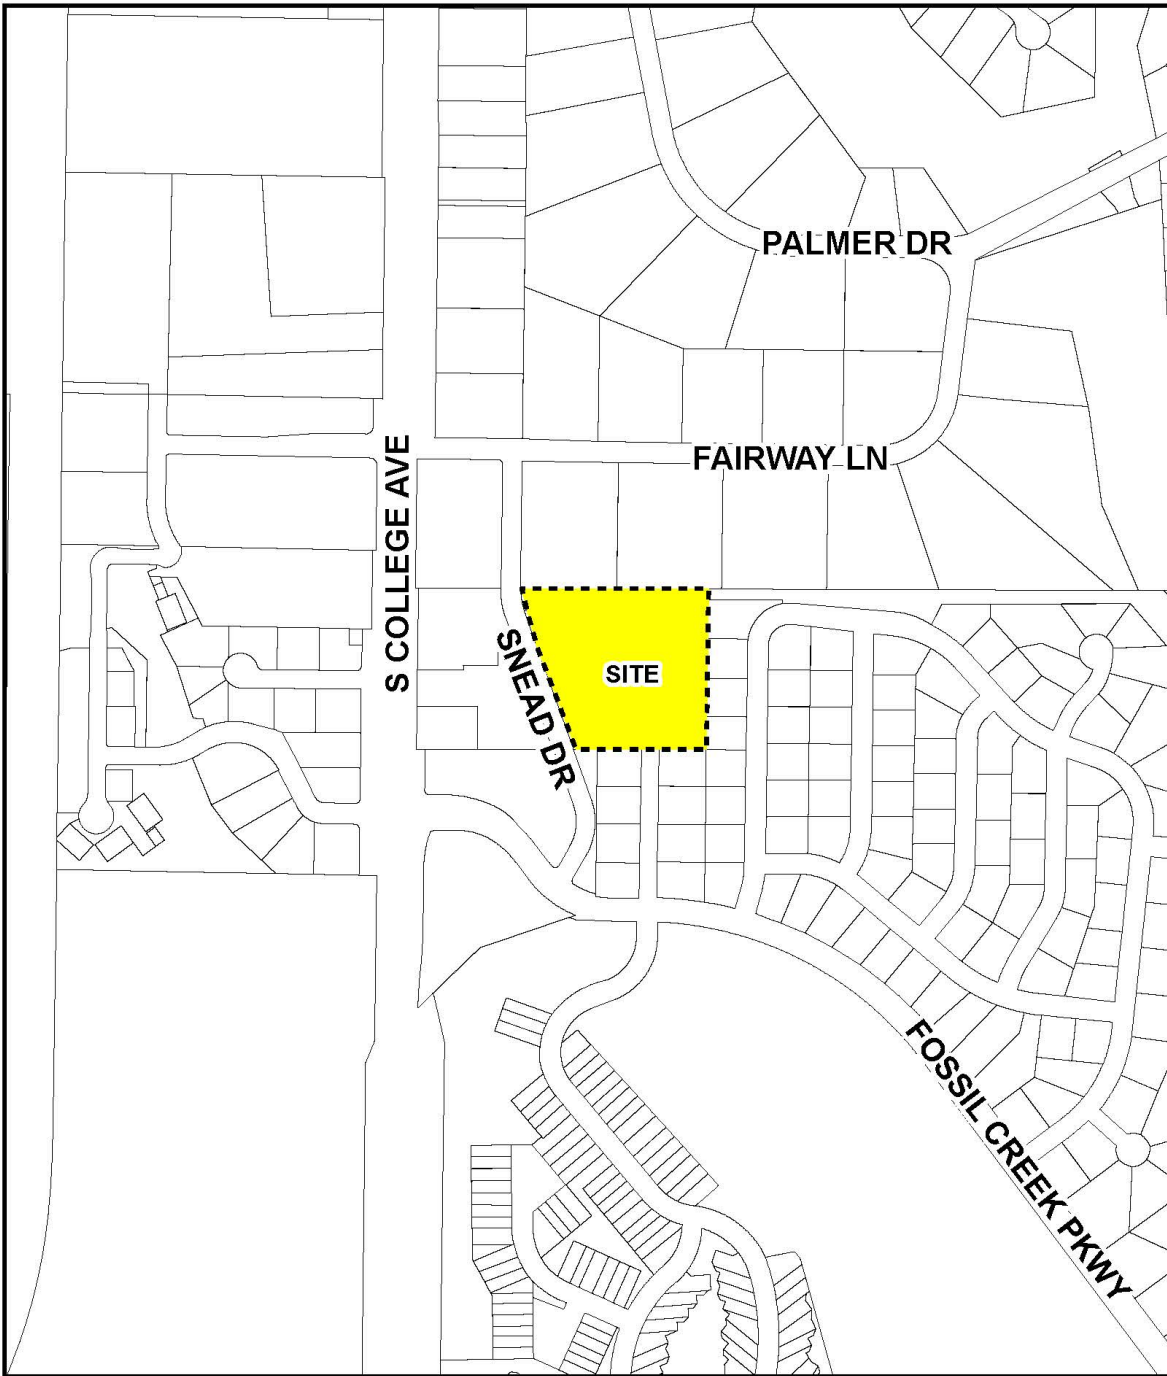 PALMER DR
FAIRWAY LN
S COLLEGE AVE
SNEAD DR
SITE
FOSSIL CREEK PKWY